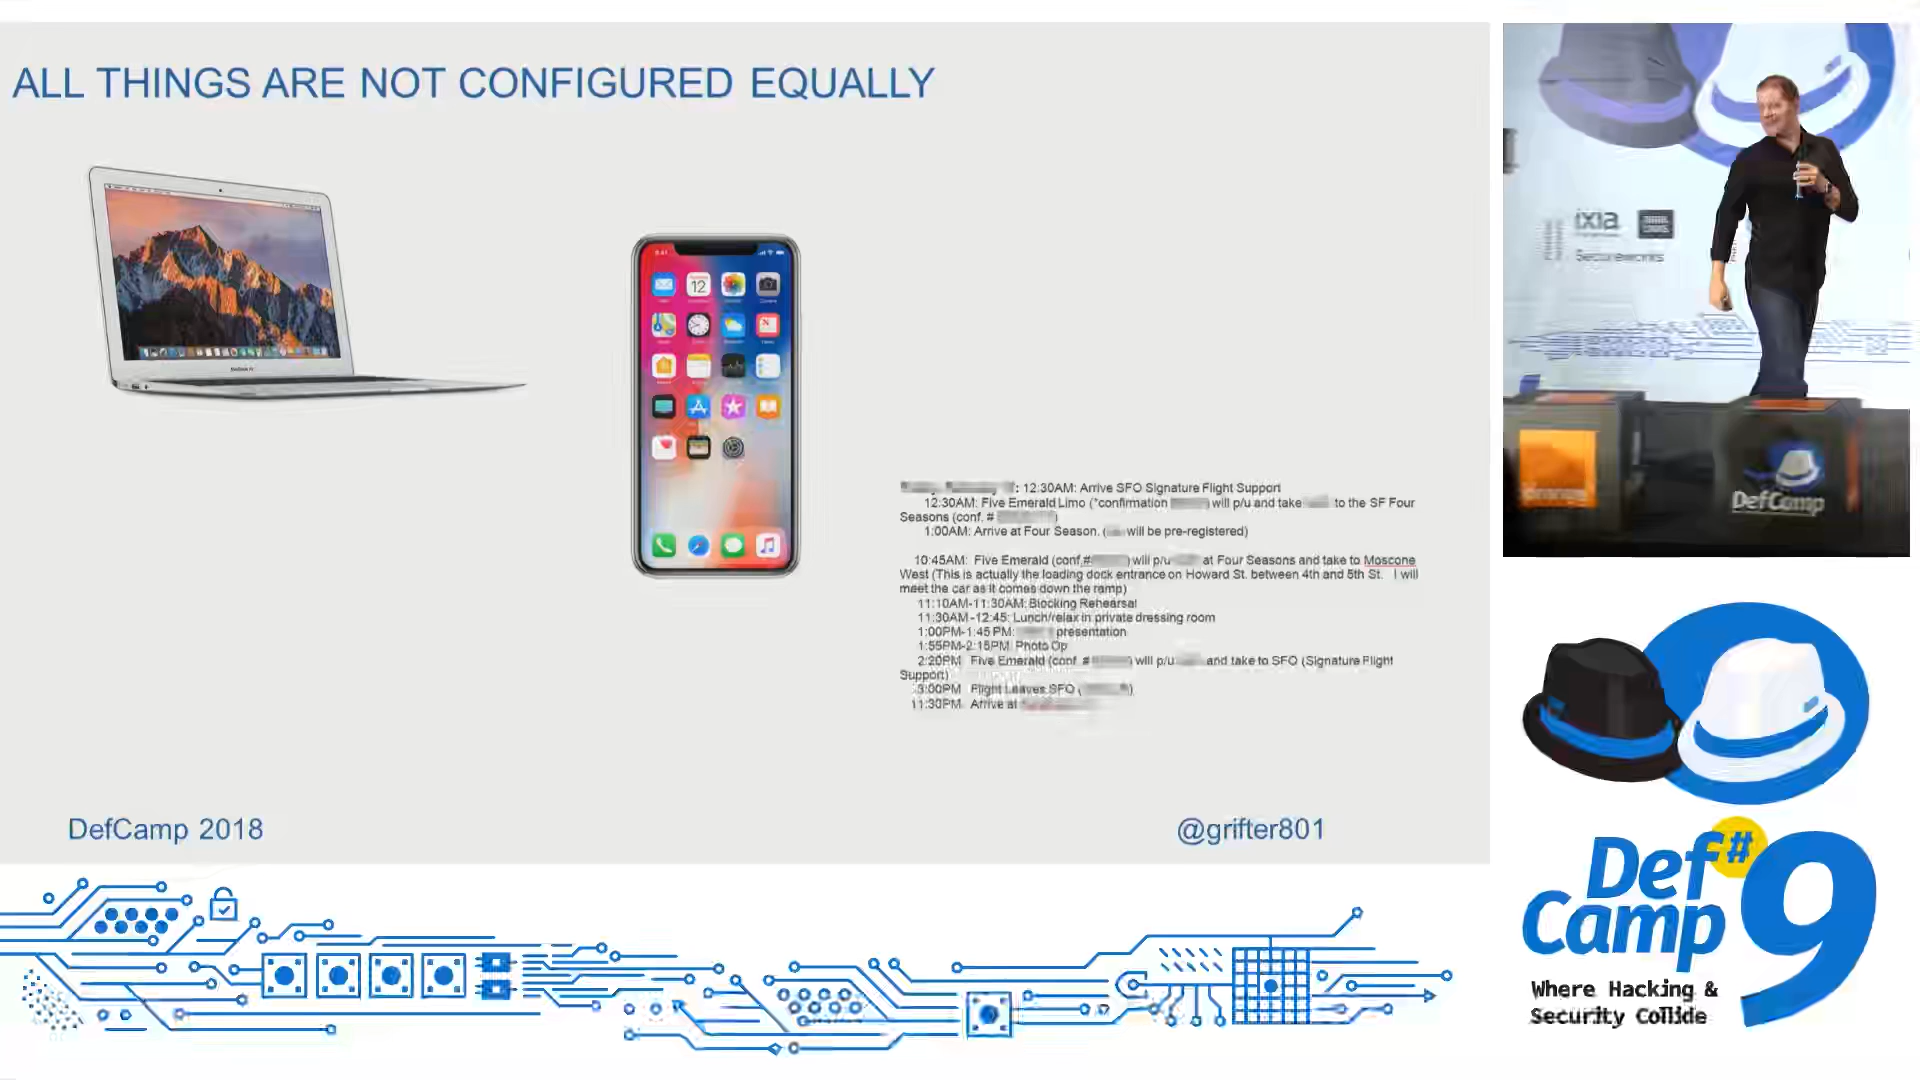 ALL THINGS ARE NOT CONFIGURED EQUALLY
: 12:30AM: Arrive SFO Signature Flight Support
12:30AM: Five Emerald Limo (*confirmation will p/u and take to the SF Four
Seasons (conf. # )
1:00AM: Arrive at Four Season. ( will be pre-registered)
10:45AM: Five Emerald (conf.# ) will p/u at Four Seasons and take to Moscone
West (This is actually the loading dock entrance on Howard St. between 4th and 5th St. I will
meet the car as it comes down the ramp)
11:10AM-11:30AM: Blocking Rehearsal
11:30AM-12:45: Lunch/relax in private dressing room
1:00PM-1:45 PM: presentation
1:55PM-2:15PM: Photo Op
2:20PM Five Emerald (conf. # ) will p/u and take to SFO (Signature Flight
Support)
3:00PM Flight Leaves SFO ( )
11:30PM Arrive at
DefCamp 2018
@grifter801
ixia
Secureworks
DefCamp
Def
Camp
#
9
Where Hacking &
Security Collide